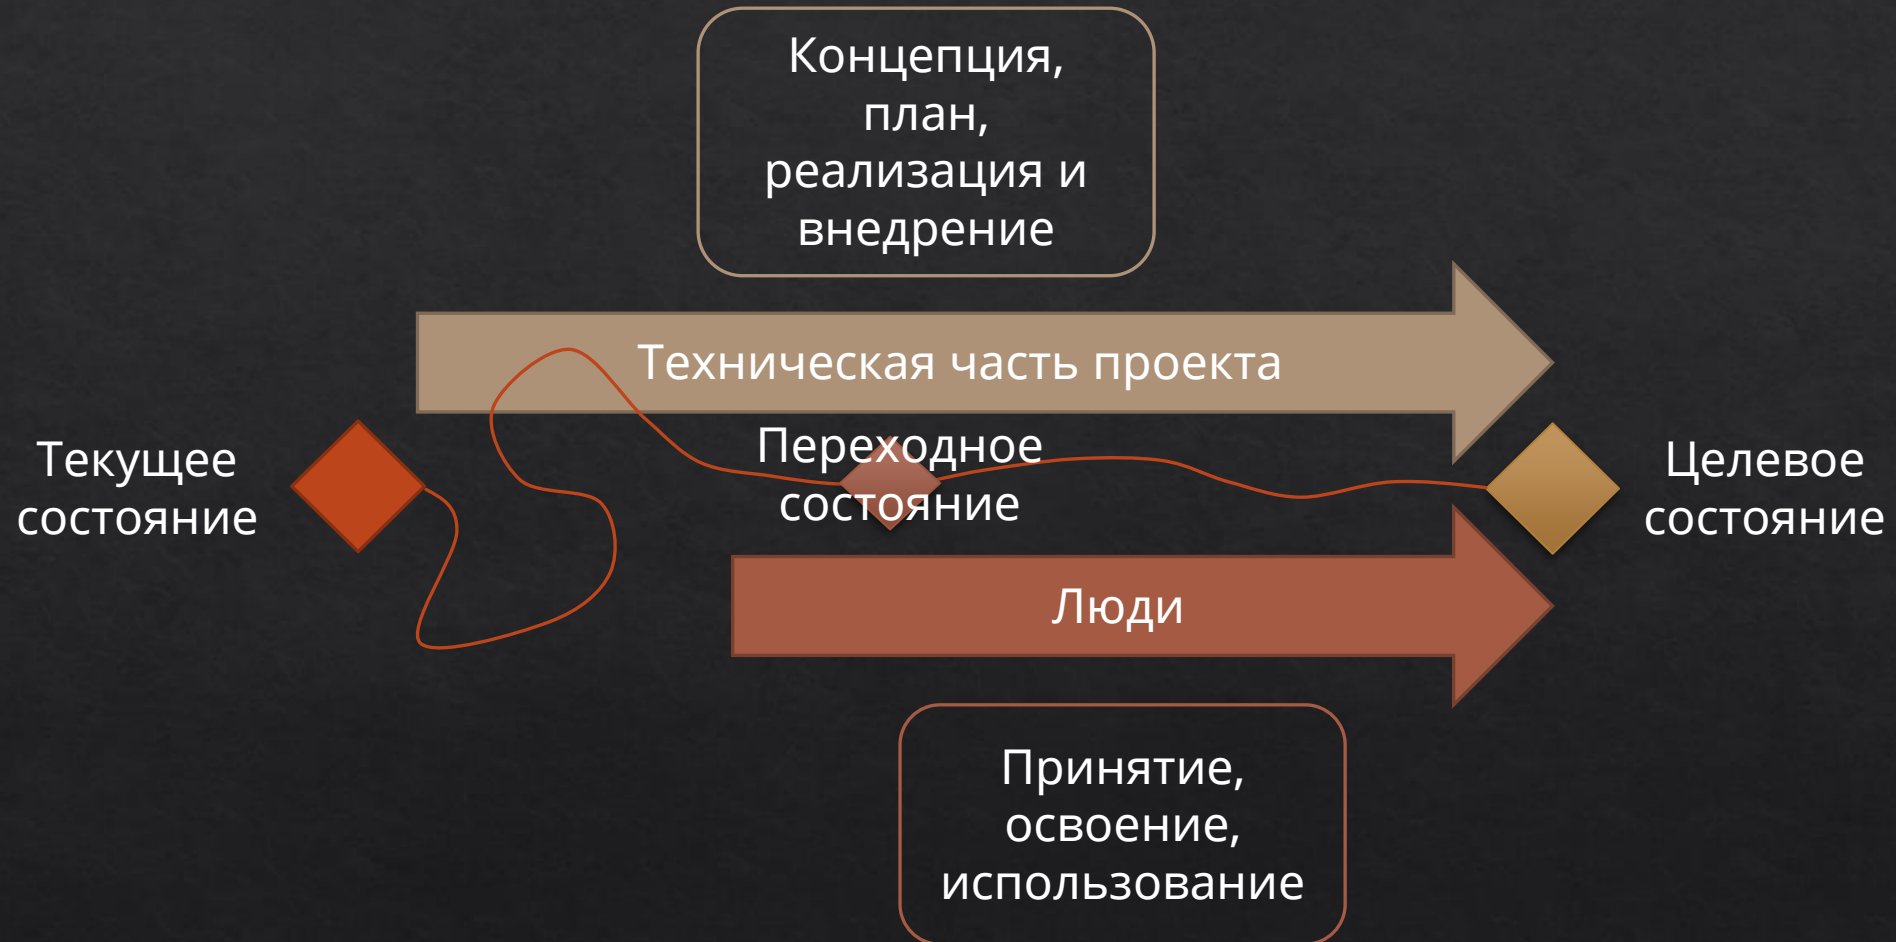 Концепция,
план,
реализация и
внедрение
Техническая часть проекта
Текущее
состояние
Переходное
состояние
Целевое
состояние
Люди
Принятие,
освоение,
использование